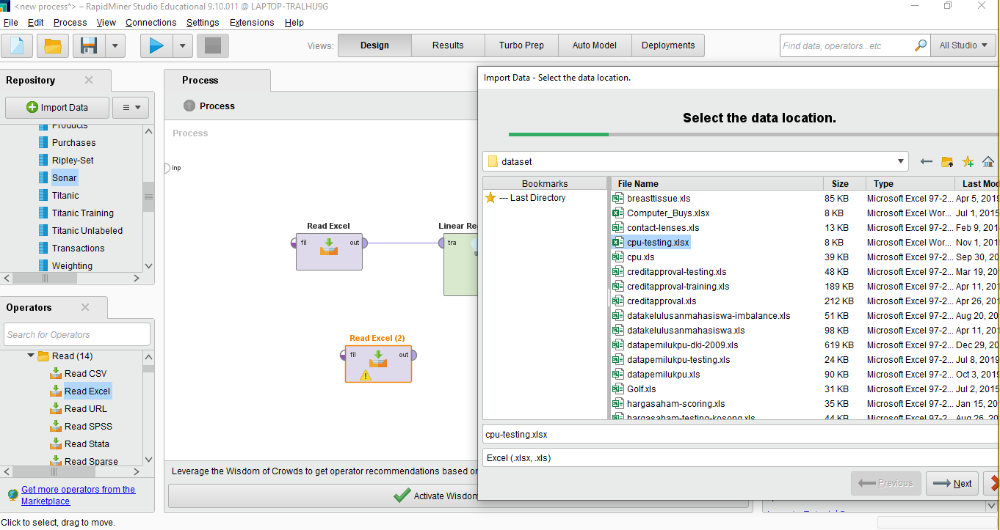 <new process*> – RapidMiner Studio Educational 9.10.011 @ LAPTOP-TRALHU9G
File Edit Process View Connections Settings Extensions Help
Views: Design Results Turbo Prep Auto Model Deployments
Find data, operators...etc
All Studio
Repository
Import Data
Products
Purchases
Ripley-Set
Sonar
Titanic
Titanic Training
Titanic Unlabeled
Transactions
Weighting
Operators
Search for Operators
Read (14)
Read CSV
Read Excel
Read URL
Read SPSS
Read Stata
Read Sparse
Get more operators from the
Marketplace
Process
Process
Process
inp
Read Excel
fil out
Linear Re
tra
Read Excel (2)
fil out
Leverage the Wisdom of Crowds to get operator recommendations based on
Activate Wisdom
Import Data - Select the data location.
Select the data location.
dataset
Bookmarks
--- Last Directory
File Name Size Type Last Mod
breasttissue.xls 85 KB Microsoft Excel 97-2... Apr 5, 2019
Computer_Buys.xlsx 8 KB Microsoft Excel Wor... Jul 1, 2015
contact-lenses.xls 13 KB Microsoft Excel 97-2... Feb 9, 201
cpu-testing.xlsx 8 KB Microsoft Excel Wor... Nov 1, 201
cpu.xls 39 KB Microsoft Excel 97-2... Sep 30, 20
creditapproval-testing.xls 48 KB Microsoft Excel 97-2... Mar 19, 20
creditapproval-training.xls 189 KB Microsoft Excel 97-2... Apr 11, 201
creditapproval.xls 212 KB Microsoft Excel 97-2... Apr 26, 201
datakelulusanmahasiswa-imbalance.xls 51 KB Microsoft Excel 97-2... Aug 20, 20
datakelulusanmahasiswa.xls 98 KB Microsoft Excel 97-2... Apr 11, 201
datapemilukpu-dki-2009.xls 619 KB Microsoft Excel 97-2... Dec 29, 20
datapemilukpu-testing.xls 24 KB Microsoft Excel 97-2... Jul 8, 2019
datapemilukpu.xls 90 KB Microsoft Excel 97-2... Oct 3, 2019
Golf.xls 31 KB Microsoft Excel 97-2... Jul 2, 2015
hargasaham-scoring.xls 35 KB Microsoft Excel 97-2... Jan 15, 20
hargasaham-testing-kosong.xls 44 KB Microsoft Excel 97-2... Aug 26, 20
cpu-testing.xlsx
Excel (.xlsx, .xls)
Previous
Next
Click to select, drag to move.